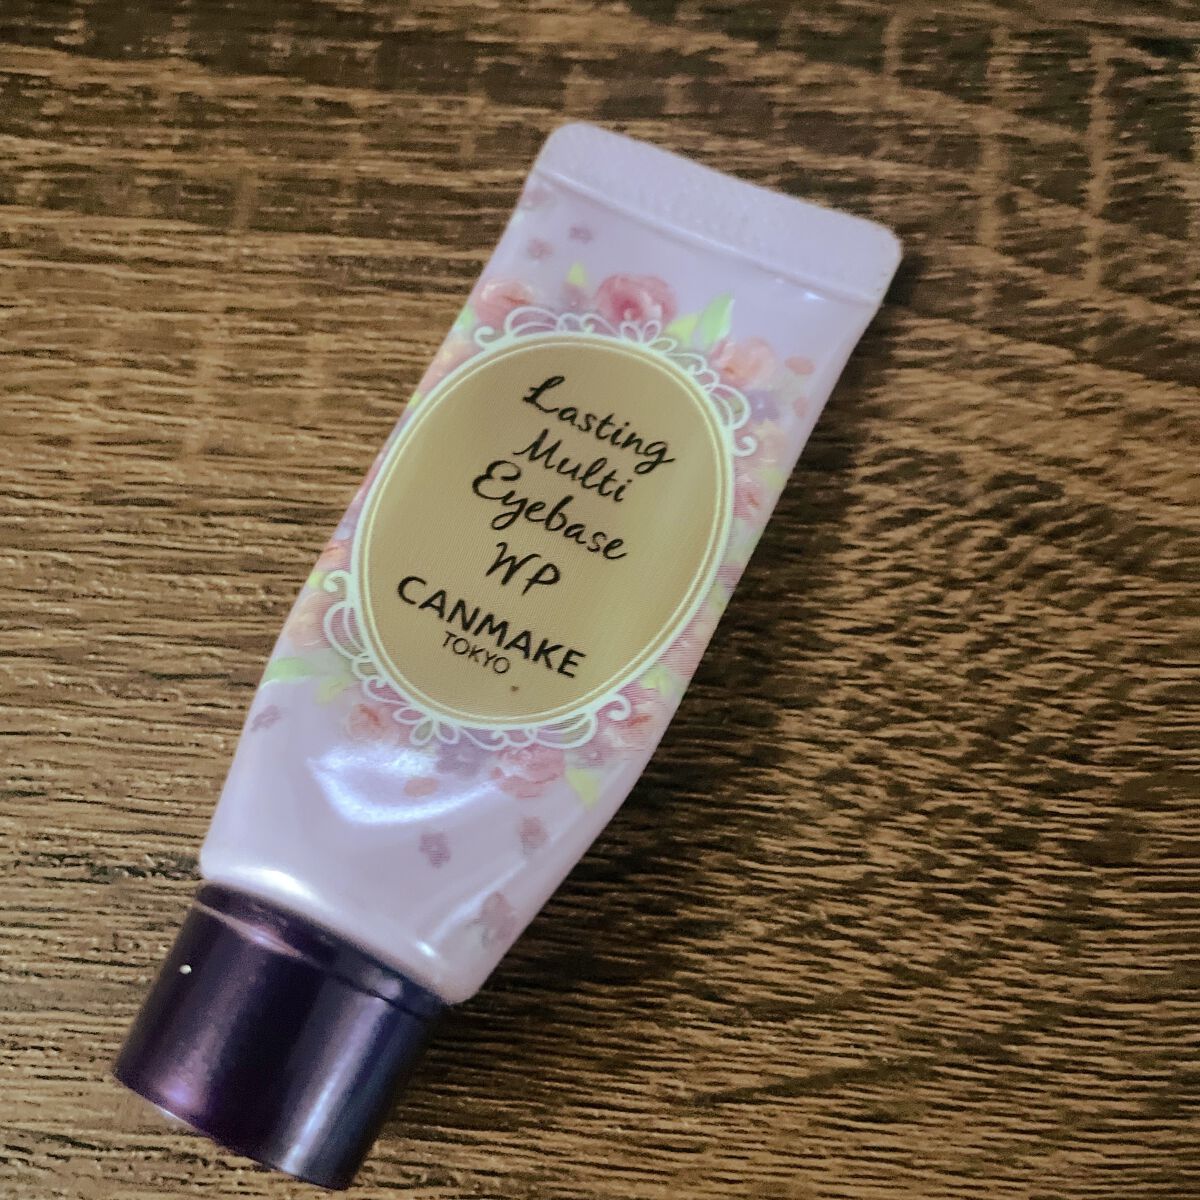 Lasting
Multi
Eyebase
WP
CANMAKE
TOKYO